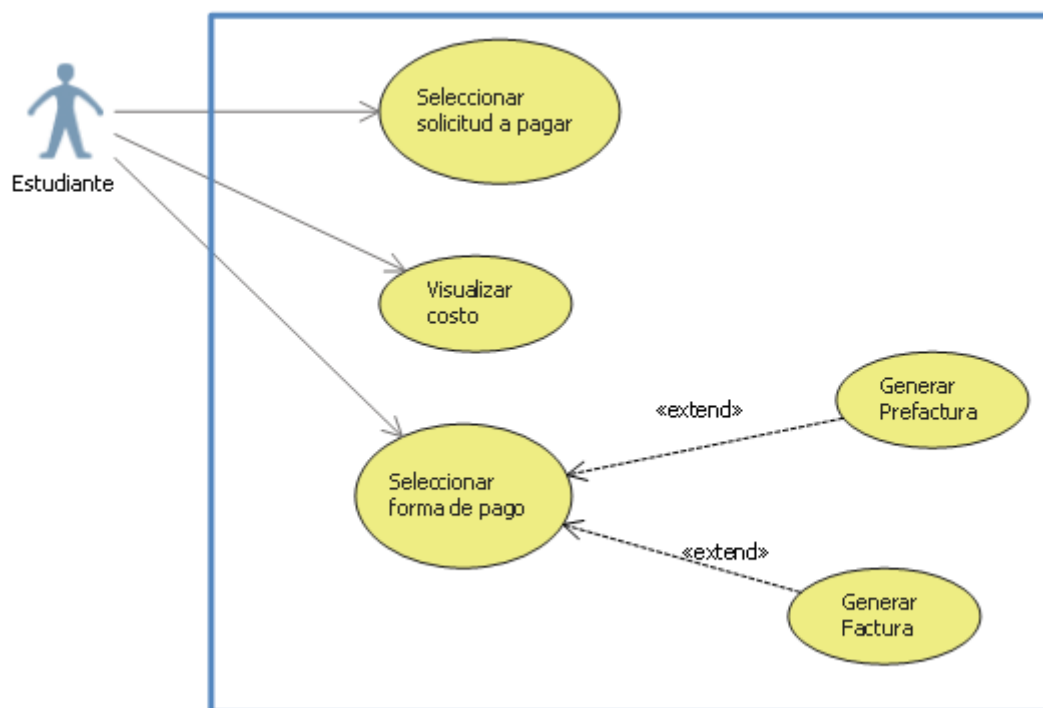 Seleccionar
solicitud a pagar
Estudiante
Visualizar
costo
Generar
Prefactura
«extend»
Seleccionar
forma de pago
«extend»
Generar
Factura